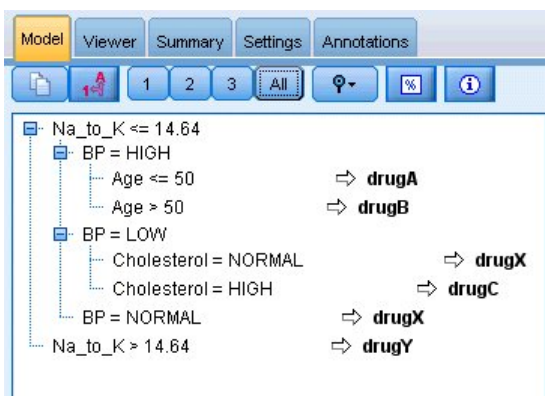 Model Viewer Summary Settings Annotations
1 2 3 All %
Na_to_K <= 14.64
BP = HIGH
Age <= 50 ⇨ drugA
Age > 50 ⇨ drugB
BP = LOW
Cholesterol = NORMAL ⇨ drugX
Cholesterol = HIGH ⇨ drugC
BP = NORMAL ⇨ drugX
Na_to_K > 14.64 ⇨ drugY